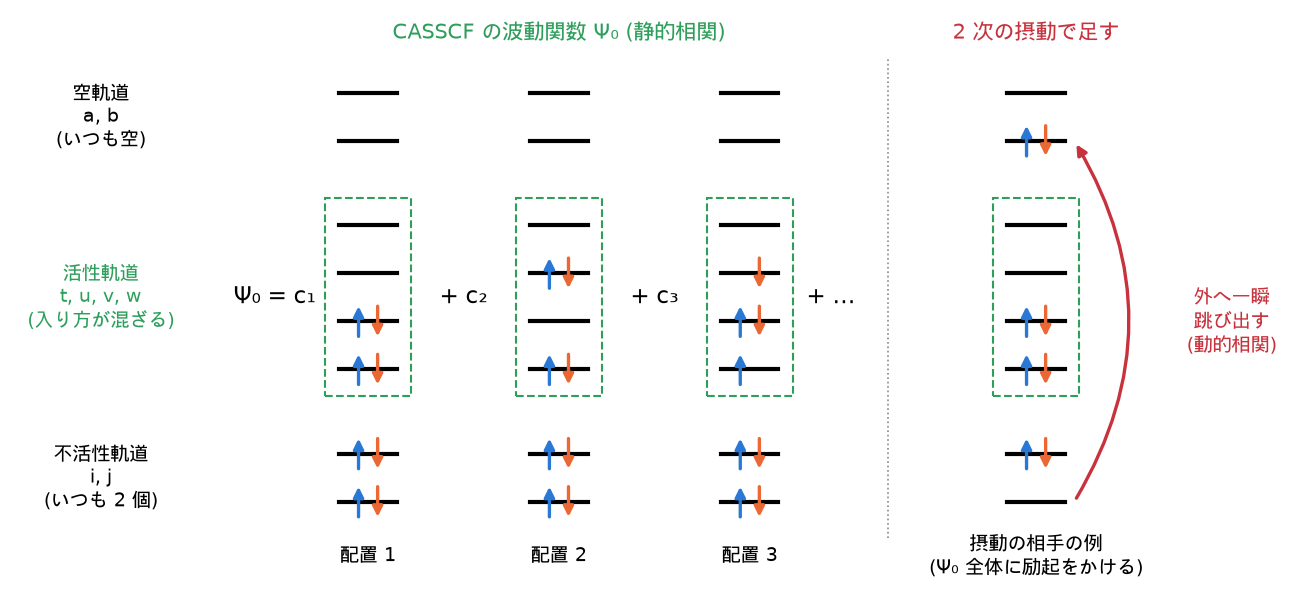 CASSCF の波動関数 Ψ₀ (静的相関)
2 次の摂動で足す
空軌道
a, b
(いつも空)
活性軌道
t, u, v, w
(入り方が混ざる)
Ψ₀ = c₁
+ c₂
+ c₃
+ ...
外へ一瞬
跳び出す
(動的相関)
不活性軌道
i, j
(いつも 2 個)
配置 1
配置 2
配置 3
摂動の相手の例
(Ψ₀ 全体に励起をかける)